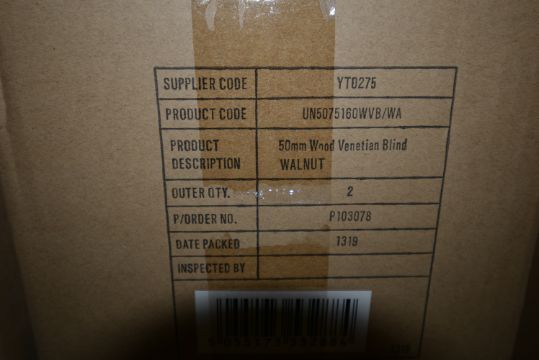 SUPPLIER CODE YT0275
PRODUCT CODE UN5075160WVB/WA
PRODUCT DESCRIPTION 50mm Wood Venetian Blind WALNUT
OUTER QTY. 2
P/ORDER NO. P103078
DATE PACKED 1319
INSPECTED BY